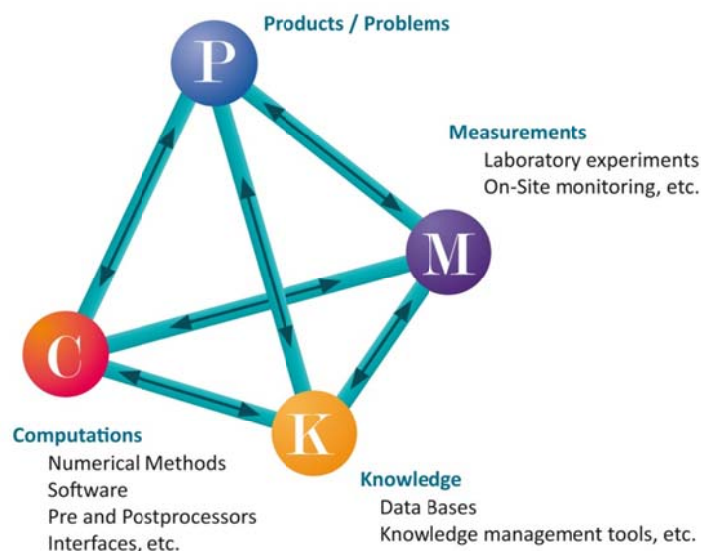 P
Products / Problems
Measurements
Laboratory experiments
On-Site monitoring, etc.
M
C
K
Computations
Numerical Methods
Software
Pre and Postprocessors
Interfaces, etc.
Knowledge
Data Bases
Knowledge management tools, etc.